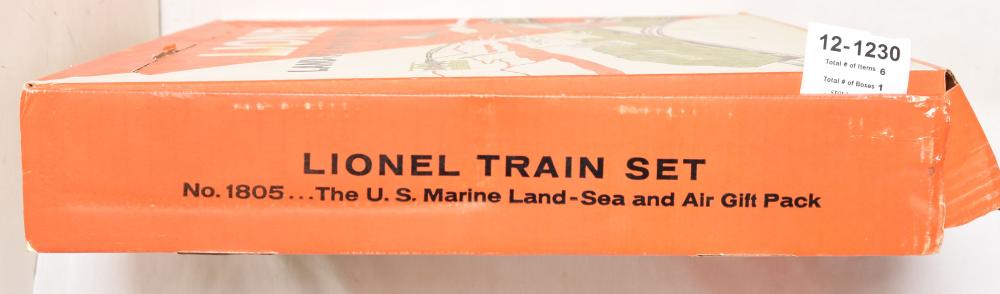 12-1230
Total # of Items 6
Total # of Boxes 1
LIONEL TRAIN SET
No. 1805...The U. S. Marine Land-Sea and Air Gift Pack